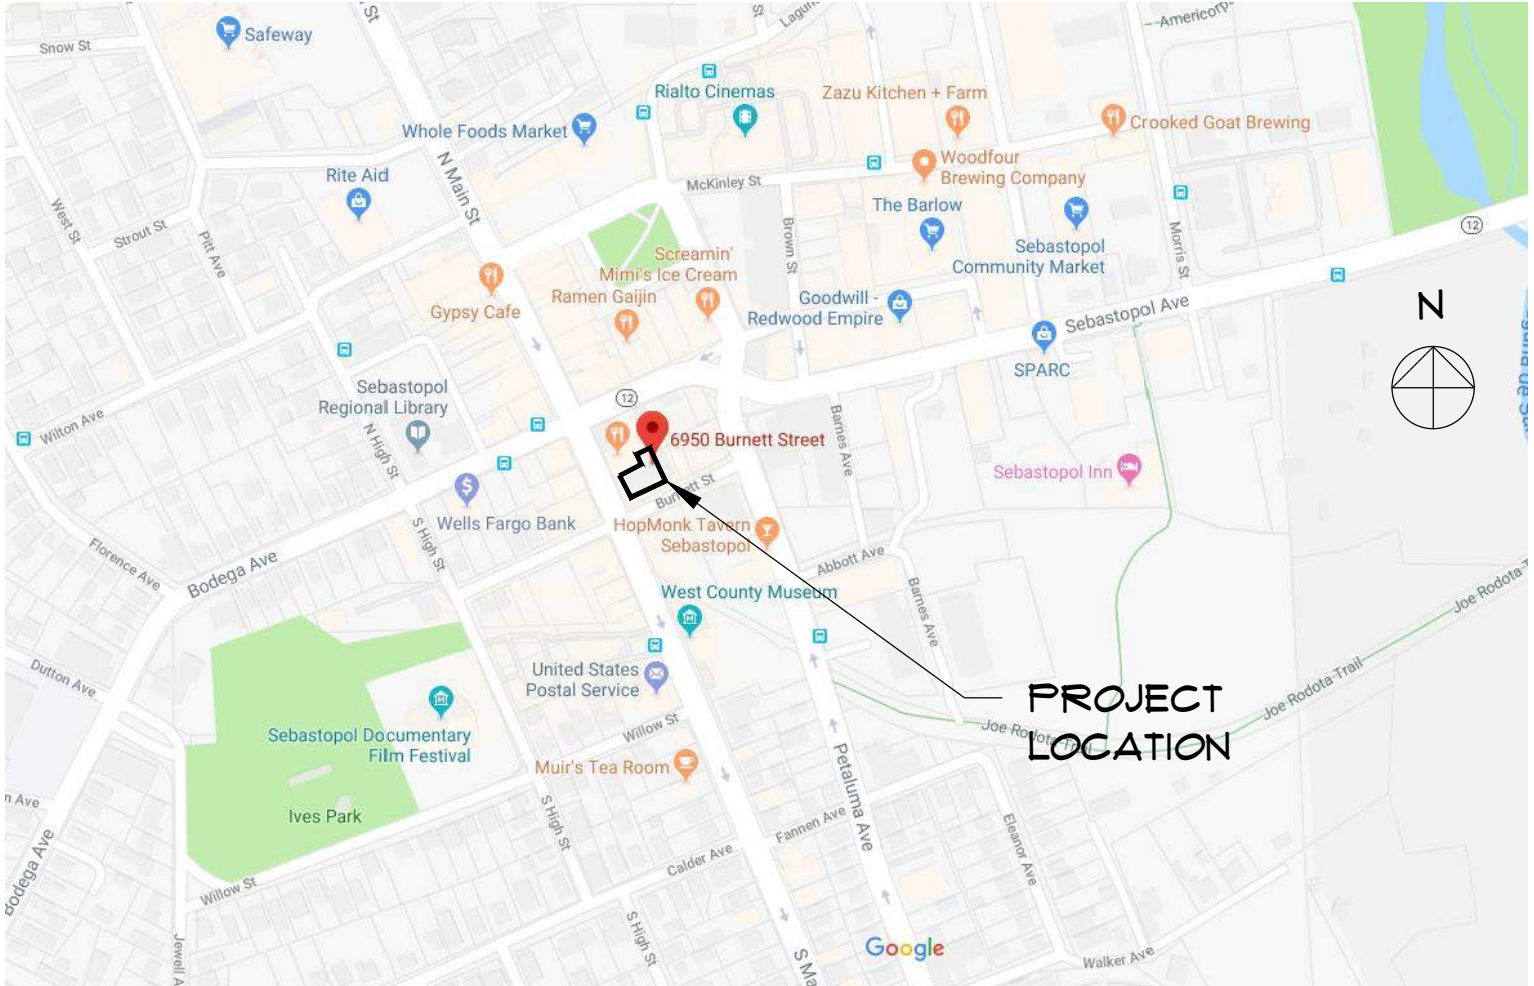 St
St
Lagun
Americorp
Snow St
Safeway
Rialto Cinemas
Zazu Kitchen + Farm
Whole Foods Market
Crooked Goat Brewing
N Main St
Rite Aid
McKinley St
Woodfour
Brewing Company
West St
Strout St
Pitt Ave
The Barlow
Brown St
Morris St
12
Sebastopol
Community Market
Screamin'
Mimi's Ice Cream
Gypsy Cafe
Ramen Gaijin
Goodwill -
Redwood Empire
Sebastopol Ave
N
SPARC
Sebastopol
Regional Library
12
Wilton Ave
N High St
6950 Burnett Street
Barnes Ave
Barnes Ave
Sebastopol Inn
Burnett St
Wells Fargo Bank
HopMonk Tavern
Sebastopol
S High St
Florence Ave
Bodega Ave
Abbott Ave
West County Museum
Joe Rodota T
Dutton Ave
United States
Postal Service
PROJECT
LOCATION
Joe Rodota Trail
Joe Rodota Trail
Willow St
Sebastopol Documentary
Film Festival
Muir's Tea Room
Petaluma Ave
n Ave
Ives Park
S High St
Fannen Ave
Eleanor Ave
Bodega Ave
Calder Ave
Willow St
S High St
Jewell A
S Ma
Google
Walker Ave